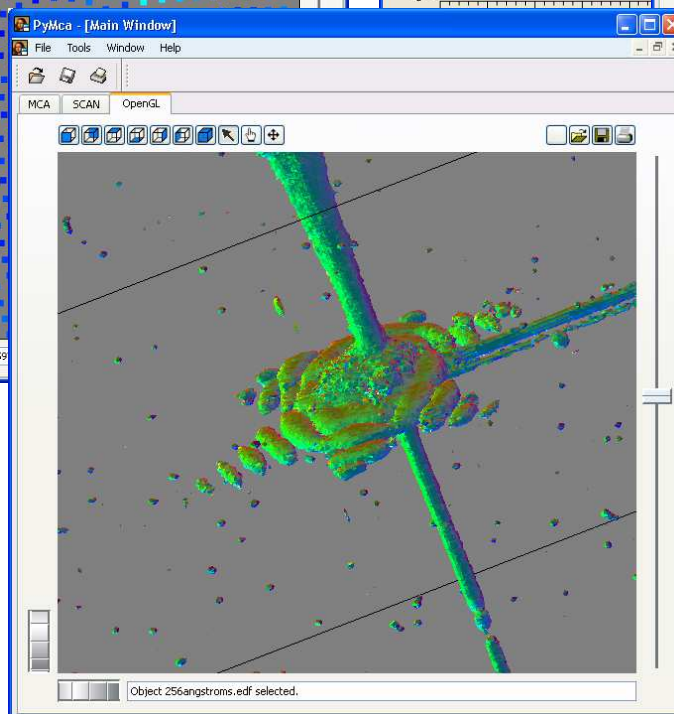 PyMca - [Main Window]
File Tools Window Help
MCA SCAN OpenGL
Object 256angstroms.edf selected.